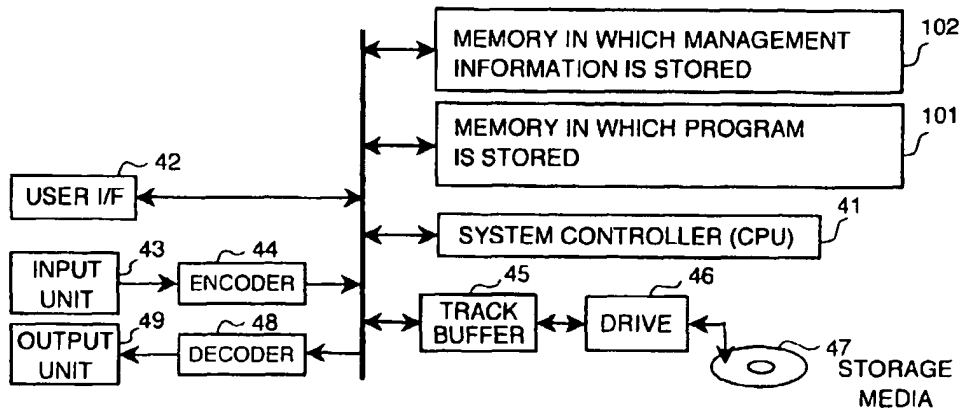 102
MEMORY IN WHICH MANAGEMENT
INFORMATION IS STORED
101
MEMORY IN WHICH PROGRAM
IS STORED
42
USER I/F
41
SYSTEM CONTROLLER (CPU)
43
INPUT
UNIT
44
ENCODER
45
TRACK
BUFFER
46
DRIVE
49
OUTPUT
UNIT
48
DECODER
47
STORAGE
MEDIA